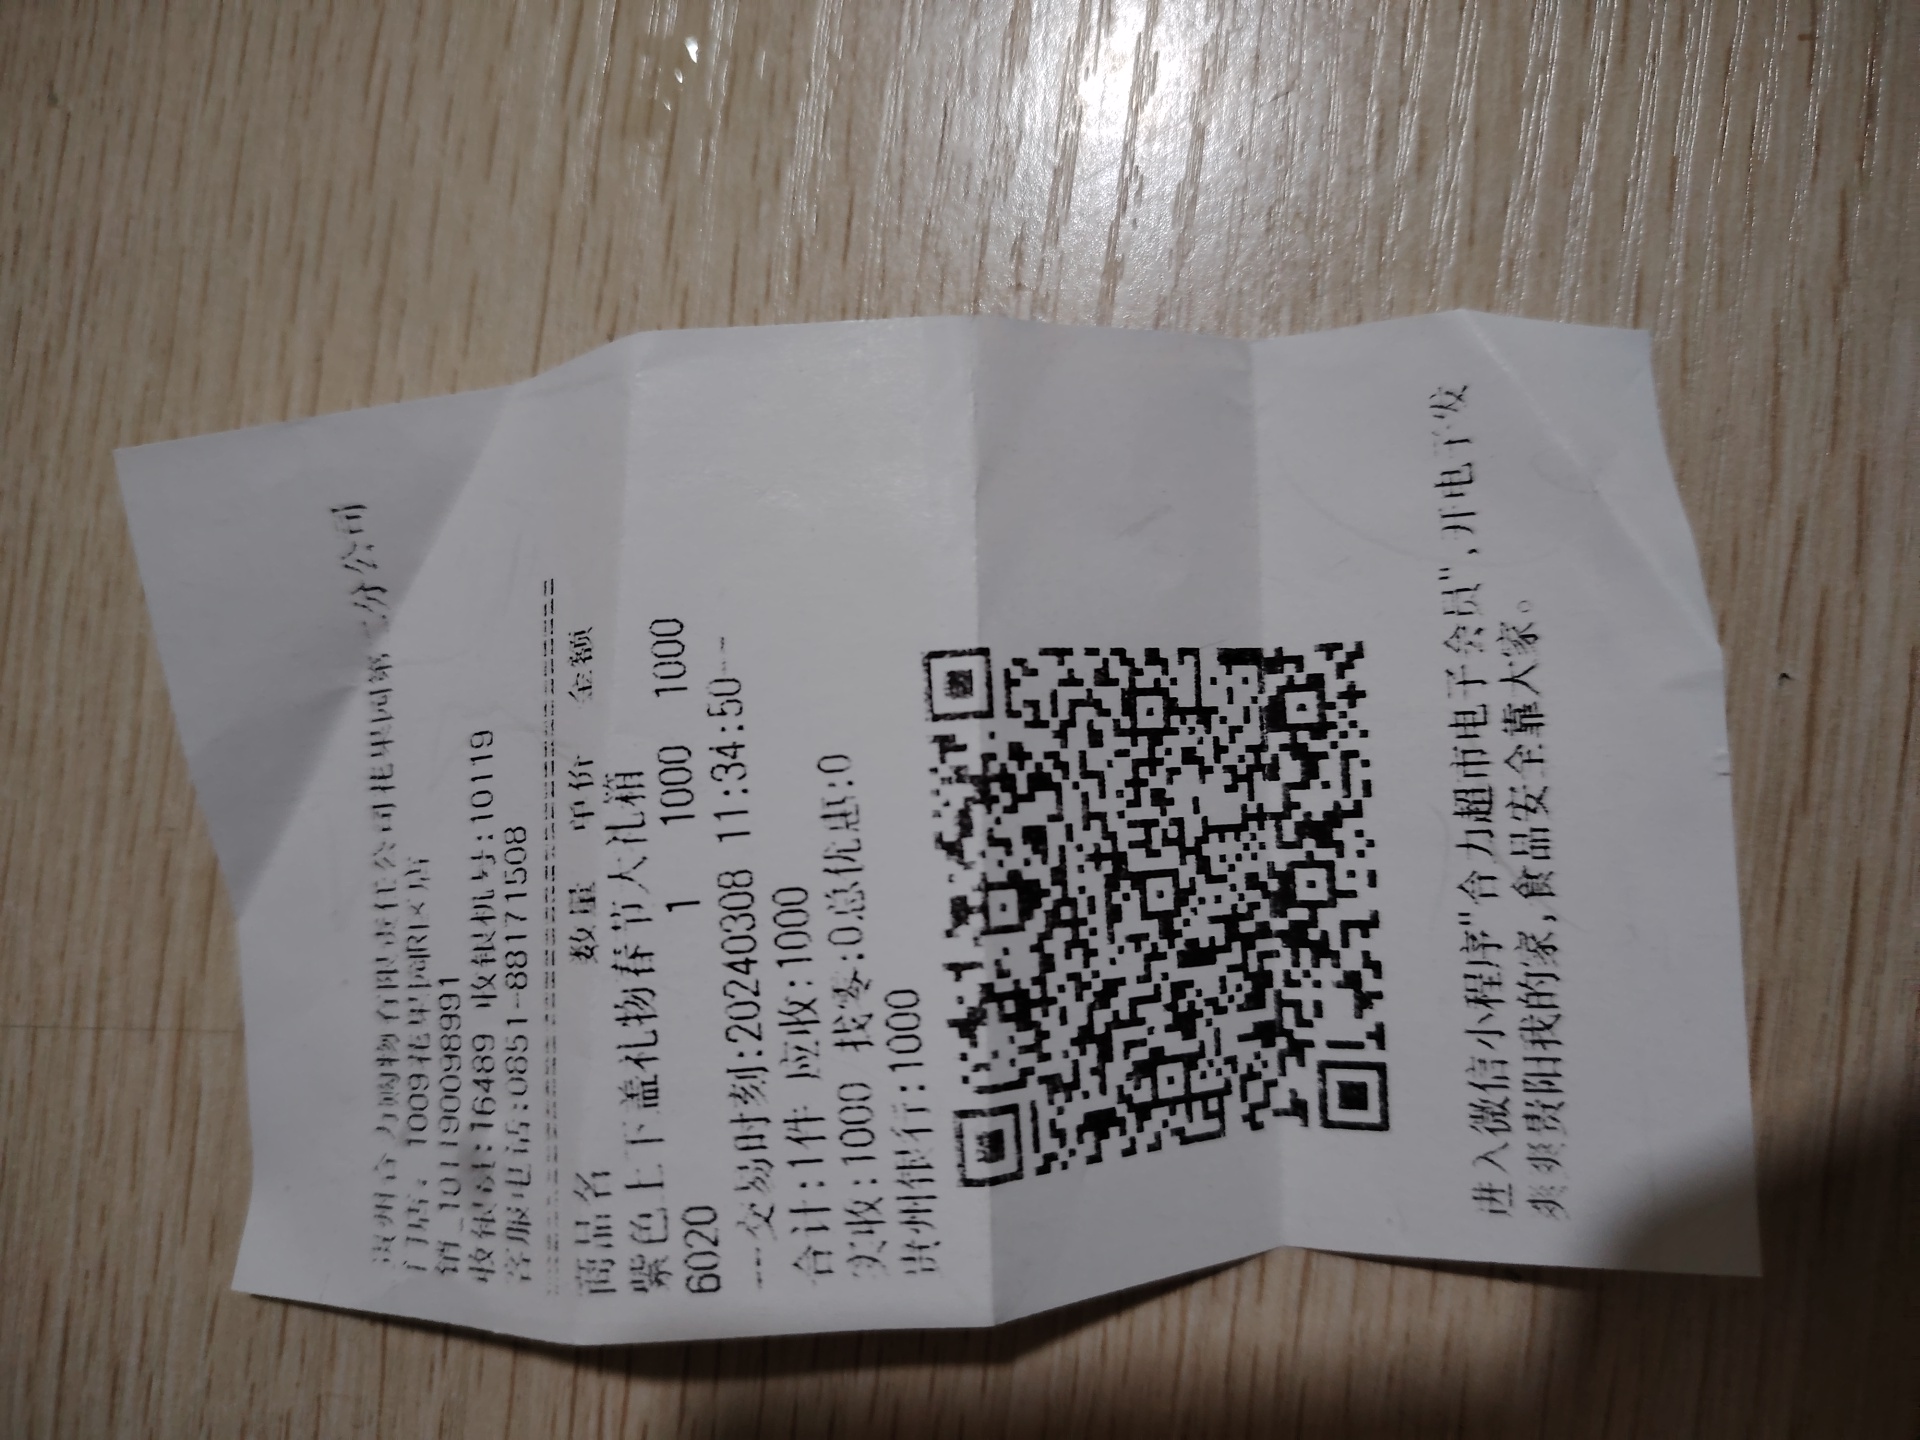 贵州合力购物有限责任公司花果园第二分公司
门店: 1009花果园R区店
销_1011900098991
收银员:16489 收银机号:10119
客服电话:0851-88171508
商品名 数量 单价 金额
紫色上下盖礼物春节大礼箱
6020 1 1000 1000
---交易时刻:20240308 11:34:50---
合计:1件 应收:1000
实收:1000 找零:0总优惠:0
贵州银行:1000
进入微信小程序"合力超市电子会员",开电子发
爽爽贵阳我的家,食品安全靠大家。